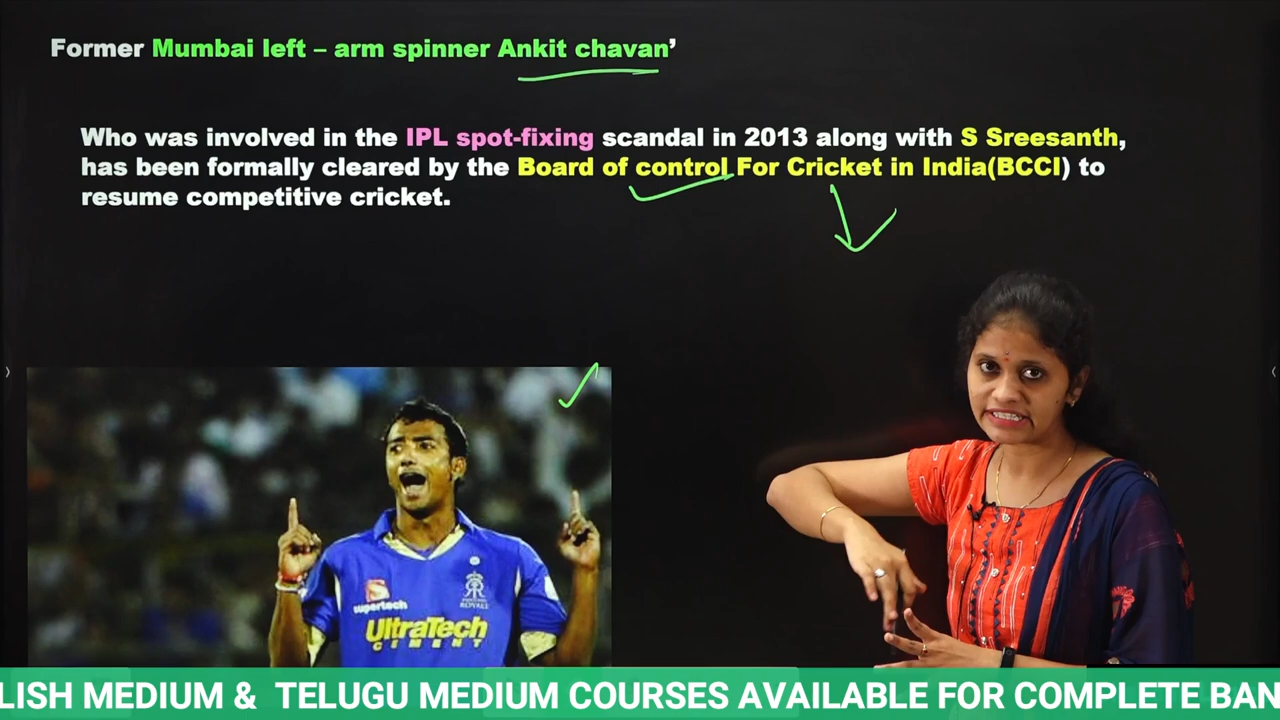 Former Mumbai left – arm spinner Ankit chavan’
Who was involved in the IPL spot-fixing scandal in 2013 along with S Sreesanth,
has been formally cleared by the Board of control For Cricket in India(BCCI) to
resume competitive cricket.
supertech
ROYALS
UltraTech
CEMENT
LISH MEDIUM & TELUGU MEDIUM COURSES AVAILABLE FOR COMPLETE BAN